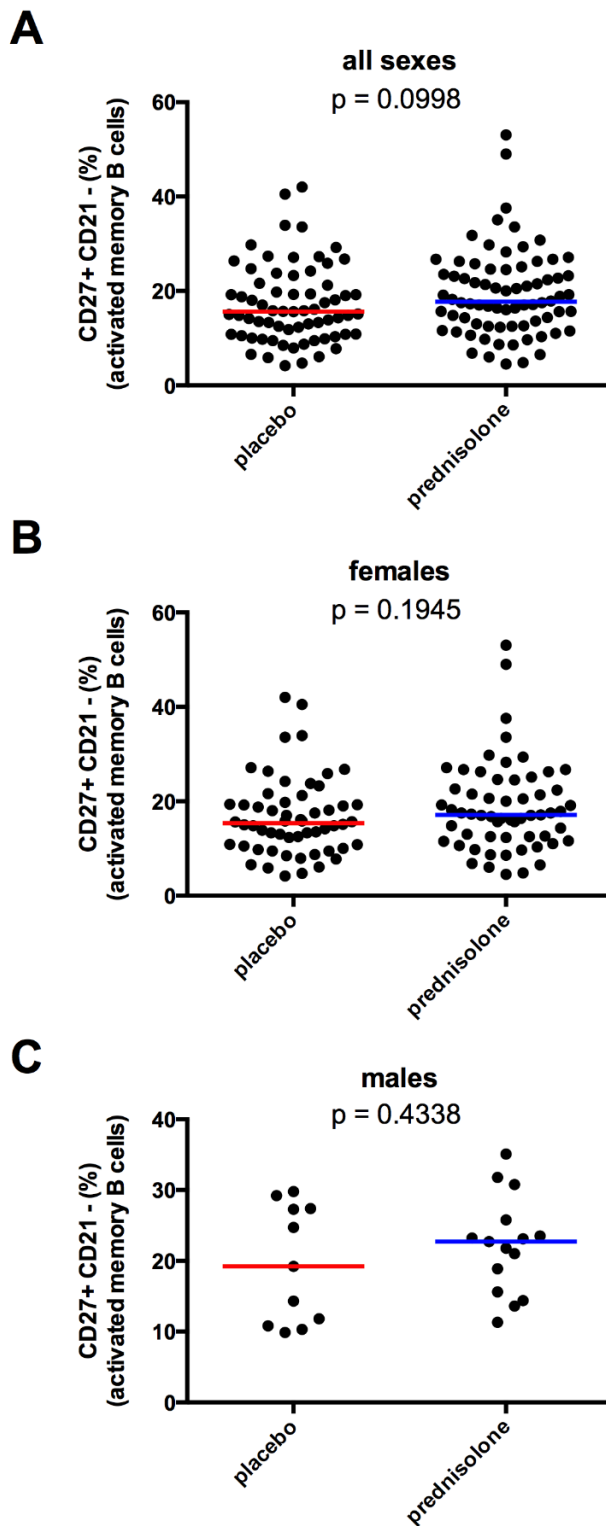 A
all sexes
p = 0.0998
CD27+ CD21 - (%)
(activated memory B cells)
60
40
20
0
placebo
prednisolone
B
females
p = 0.1945
CD27+ CD21 - (%)
(activated memory B cells)
60
40
20
0
placebo
prednisolone
C
males
p = 0.4338
CD27+ CD21 - (%)
(activated memory B cells)
40
30
20
10
0
placebo
prednisolone